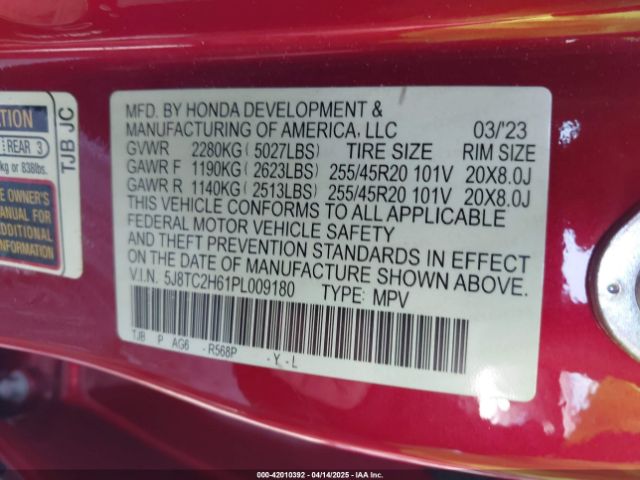 ATION
REAR 3
kg or 838lbs.
E OWNER'S
MANUAL FOR
ADDITIONAL
INFORMATION
TJB JC
MFD. BY HONDA DEVELOPMENT &
MANUFACTURING OF AMERICA, LLC 03/'23
GVWR 2280KG (5027LBS) TIRE SIZE RIM SIZE
GAWR F 1190KG (2623LBS) 255/45R20 101V 20X8.0J
GAWR R 1140KG (2513LBS) 255/45R20 101V 20X8.0J
THIS VEHICLE CONFORMS TO ALL APPLICABLE
FEDERAL MOTOR VEHICLE SAFETY
AND THEFT PREVENTION STANDARDS IN EFFECT
ON THE DATE OF MANUFACTURE SHOWN ABOVE.
V.I.N. 5J8TC2H61PL009180 TYPE: MPV
TJB P AG6 - R568P - Y - L
000-42010392 - 04/14/2025 - IAA Inc.